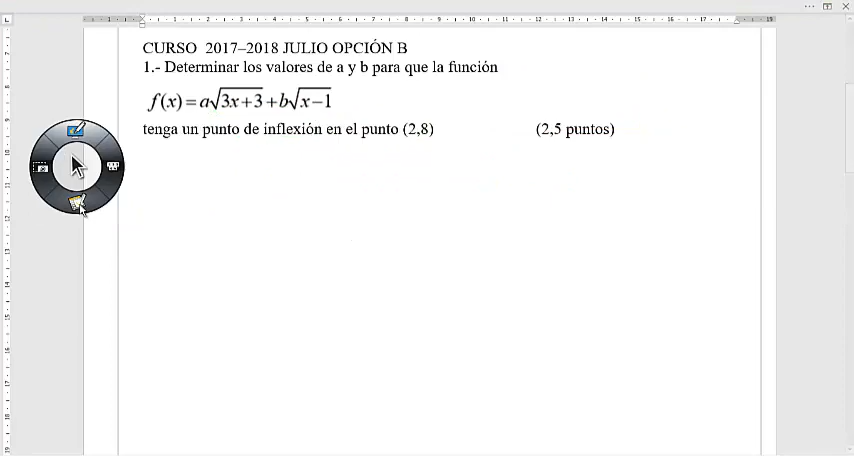 CURSO 2017–2018 JULIO OPCIÓN B
1.- Determinar los valores de a y b para que la función
f(x)=a√3x+3+b√x−1
tenga un punto de inflexión en el punto (2,8) (2,5 puntos)